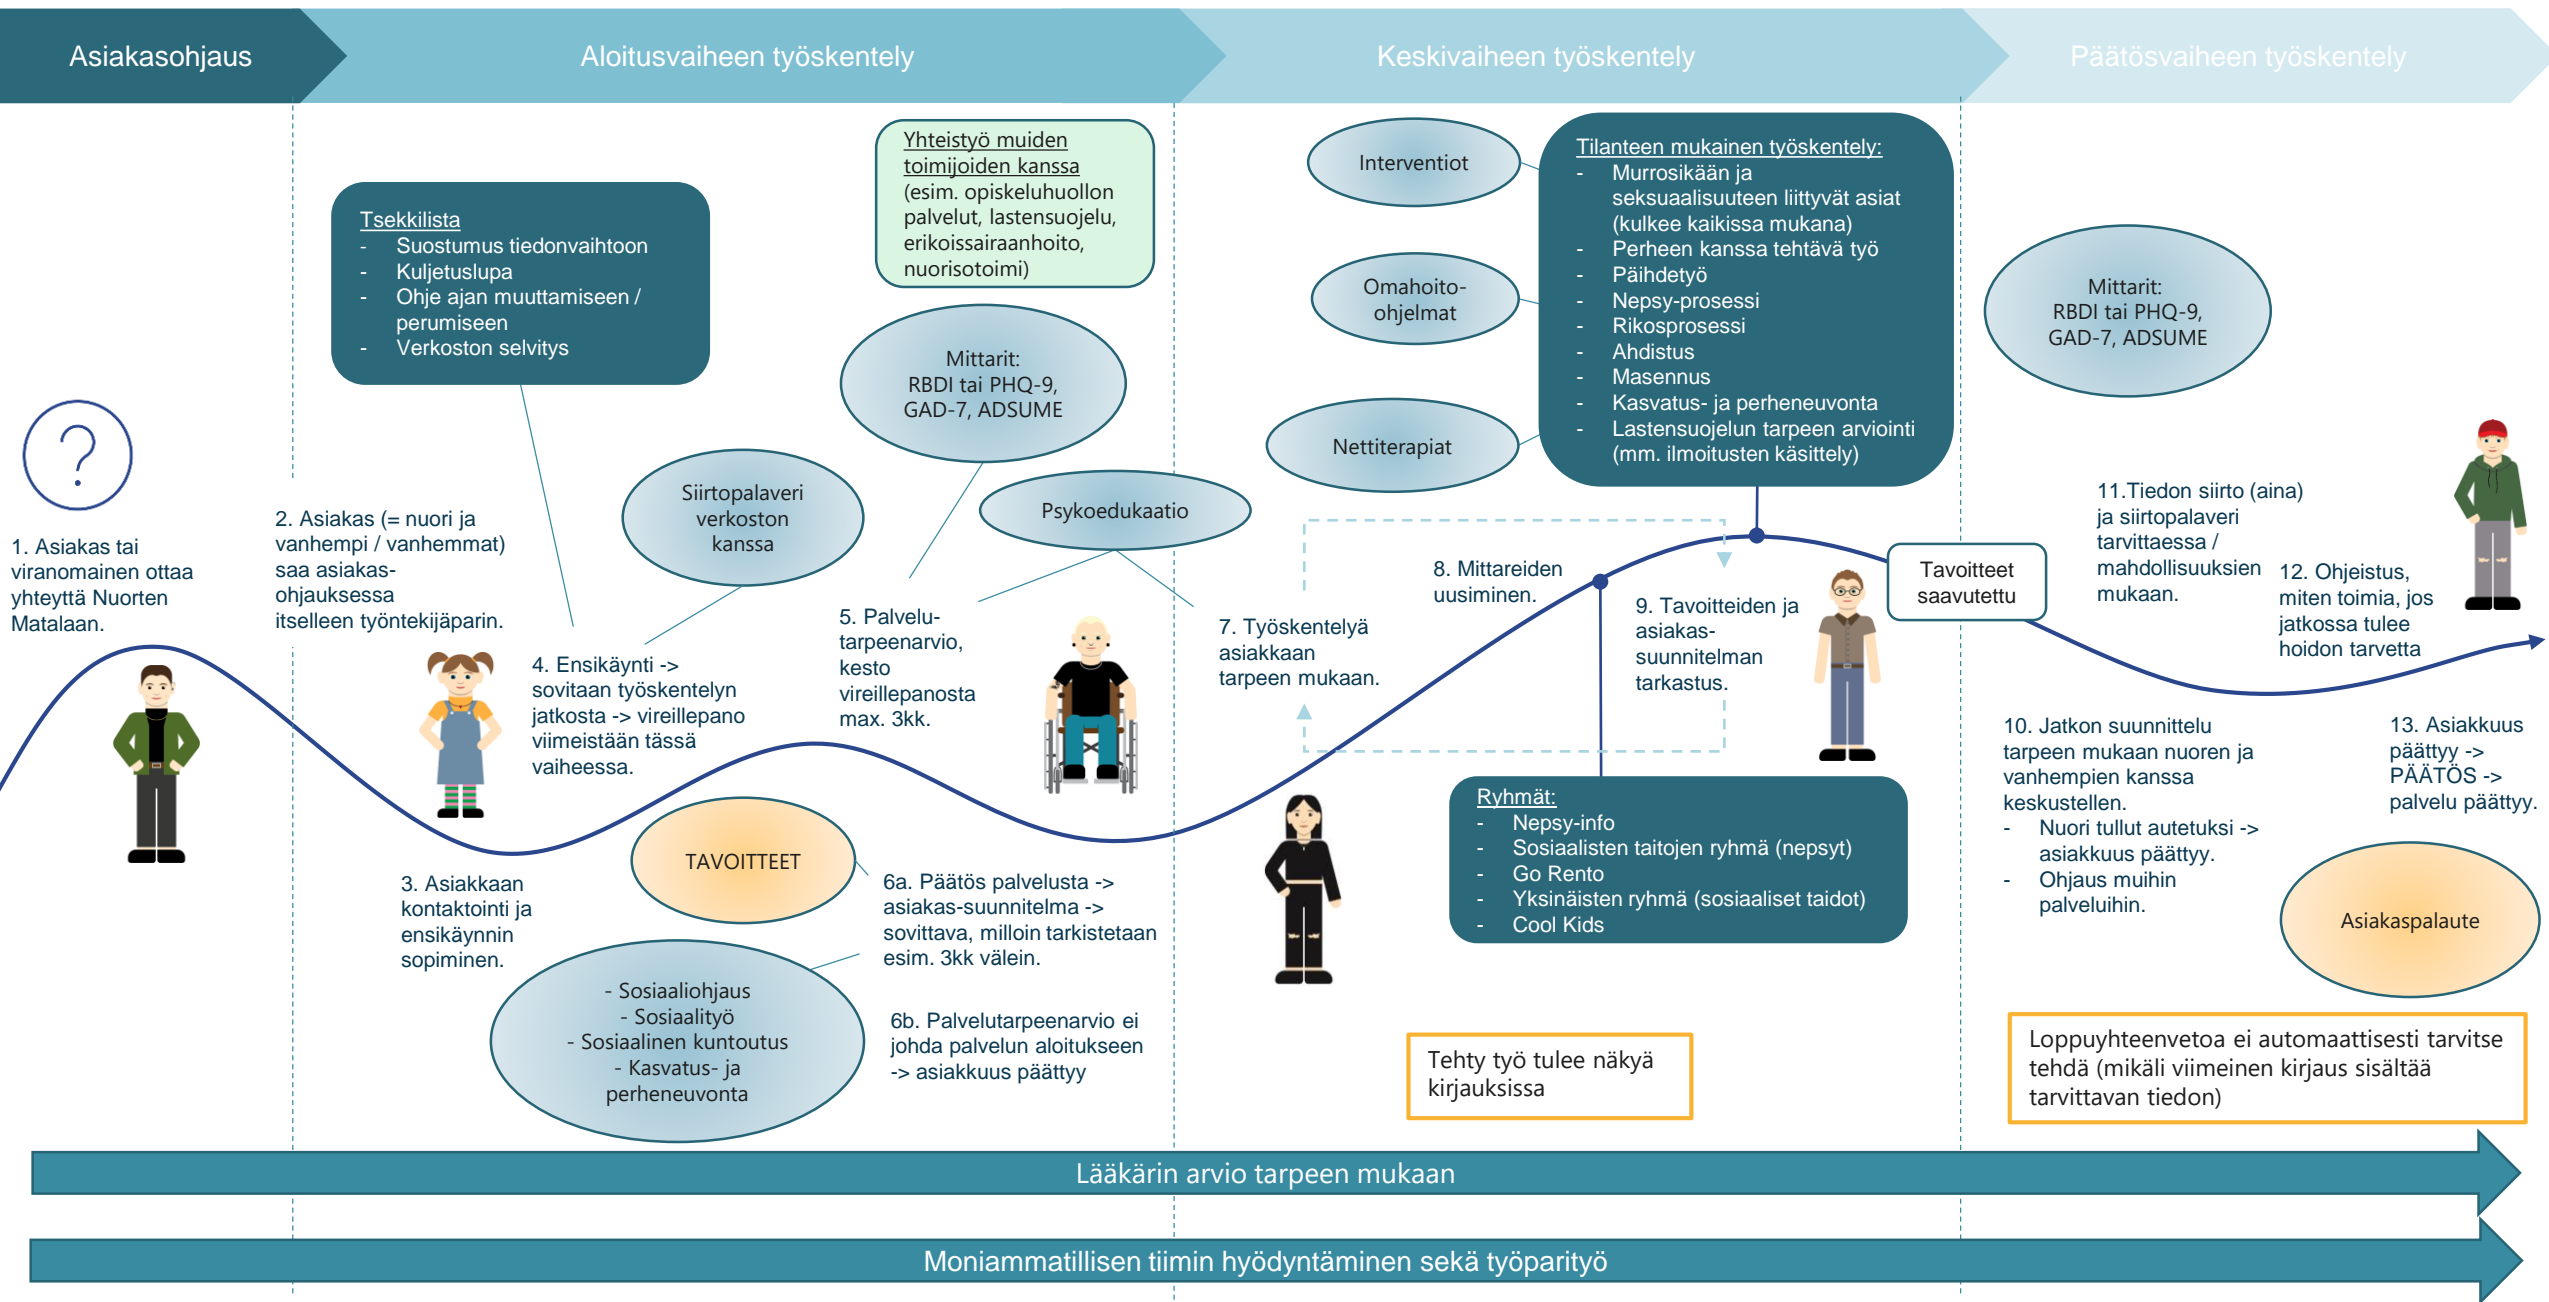 Asiakasohjaus
Aloitusvaiheen työskentely
Keskivaiheen työskentely
Päätösvaiheen työskentely
1. Asiakas tai
viranomainen ottaa
yhteyttä Nuorten
Matalaan.
2. Asiakas (= nuori ja
vanhempi / vanhemmat)
saa asiakas-
ohjauksessa
itselleen työntekijäparin.
Tsekkilista
- Suostumus tiedonvaihtoon
- Kuljetuslupa
- Ohje ajan muuttamiseen /
perumiseen
- Verkoston selvitys
3. Asiakkaan
kontaktointi ja
ensikäynnin
sopiminen.
4. Ensikäynti ->
sovitaan työskentelyn
jatkosta -> vireillepano
viimeistään tässä
vaiheessa.
Siirtopalaveri
verkoston
kanssa
Yhteistyö muiden
toimijoiden kanssa
(esim. opiskeluhuollon
palvelut, lastensuojelu,
erikoissairaanhoito,
nuorisotoimi)
Mittarit:
RBDI tai PHQ-9,
GAD-7, ADSUME
Psykoedukaatio
5. Palvelu-
tarpeenarvio,
kesto
vireillepanosta
max. 3kk.
TAVOITTEET
- Sosiaaliohjaus
- Sosiaalityö
- Sosiaalinen kuntoutus
- Kasvatus- ja
perheneuvonta
6a. Päätös palvelusta ->
asiakas-suunnitelma ->
sovittava, milloin tarkistetaan
esim. 3kk välein.
6b. Palvelutarpeenarvio ei
johda palvelun aloitukseen
-> asiakkuus päättyy
Interventiot
Omahoito-
ohjelmat
Nettiterapiat
Tilanteen mukainen työskentely:
- Murrosikään ja
seksuaalisuuteen liittyvät asiat
(kulkee kaikissa mukana)
- Perheen kanssa tehtävä työ
- Päihdetyö
- Nepsy-prosessi
- Rikosprosessi
- Ahdistus
- Masennus
- Kasvatus- ja perheneuvonta
- Lastensuojelun tarpeen arviointi
(mm. ilmoitusten käsittely)
7. Työskentelyä
asiakkaan
tarpeen mukaan.
8. Mittareiden
uusiminen.
9. Tavoitteiden ja
asiakas-
suunnitelman
tarkastus.
Tavoitteet
saavutettu
Ryhmät:
- Nepsy-info
- Sosiaalisten taitojen ryhmä (nepsyt)
- Go Rento
- Yksinäisten ryhmä (sosiaaliset taidot)
- Cool Kids
Tehty työ tulee näkyä
kirjauksissa
Mittarit:
RBDI tai PHQ-9,
GAD-7, ADSUME
10. Jatkon suunnittelu
tarpeen mukaan nuoren ja
vanhempien kanssa
keskustellen.
- Nuori tullut autetuksi ->
asiakkuus päättyy.
- Ohjaus muihin
palveluihin.
11.Tiedon siirto (aina)
ja siirtopalaveri
tarvittaessa /
mahdollisuuksien
mukaan.
12. Ohjeistus,
miten toimia, jos
jatkossa tulee
hoidon tarvetta
13. Asiakkuus
päättyy ->
PÄÄTÖS ->
palvelu päättyy.
Asiakaspalaute
Loppuyhteenvetoa ei automaattisesti tarvitse
tehdä (mikäli viimeinen kirjaus sisältää
tarvittavan tiedon)
Lääkärin arvio tarpeen mukaan
Moniammatillisen tiimin hyödyntäminen sekä työparityö